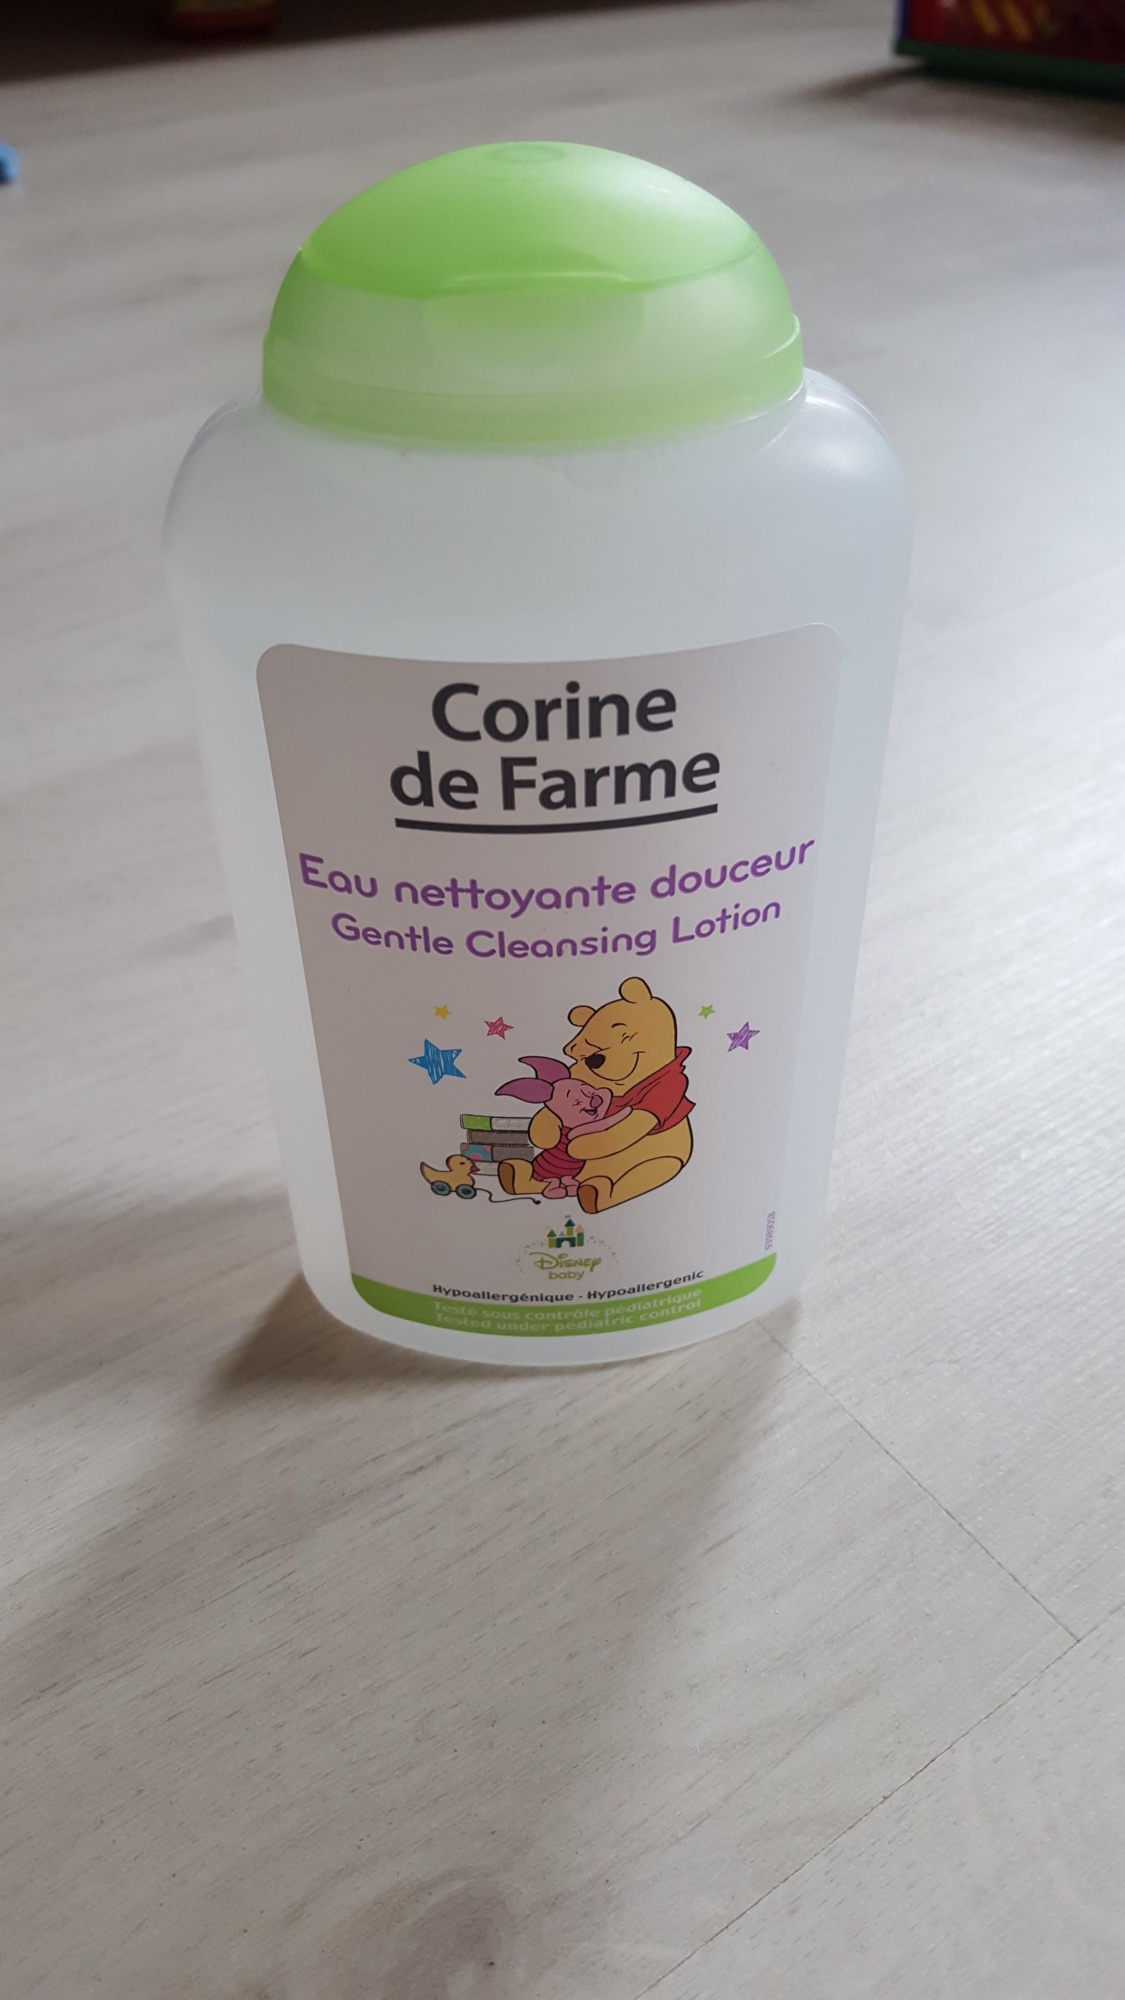 Corine
de Farme
Eau nettoyante douceur
Gentle Cleansing Lotion
Disney
baby
Hypoallergénique - Hypoallergenic
Testé sous contrôle pédiatrique
Tested under pediatric control